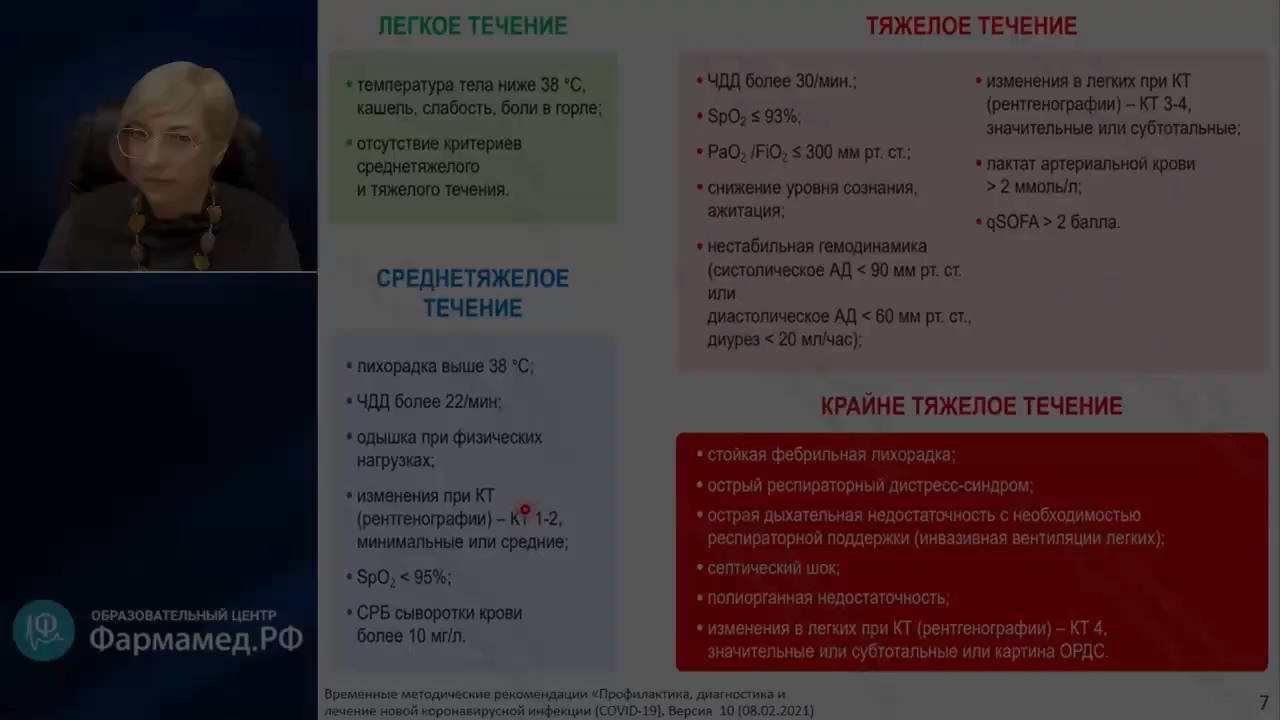 ЛЕГКОЕ ТЕЧЕНИЕ
• температура тела ниже 38 °C,
кашель, слабость, боли в горле;
• отсутствие критериев
среднетяжелого
и тяжелого течения.
СРЕДНЕТЯЖЕЛОЕ
ТЕЧЕНИЕ
• лихорадка выше 38 °C;
• ЧДД более 22/мин;
• одышка при физических
нагрузках;
• изменения при КТ
(рентгенографии) – КТ 1-2,
минимальные или средние;
• SpO₂ < 95%;
• СРБ сыворотки крови
более 10 мг/л.
ТЯЖЕЛОЕ ТЕЧЕНИЕ
• ЧДД более 30/мин.;
• SpO₂ ≤ 93%;
• PaO₂ /FiO₂ ≤ 300 мм рт. ст.;
• снижение уровня сознания,
ажитация;
• нестабильная гемодинамика
(систолическое АД < 90 мм рт. ст.
или
диастолическое АД < 60 мм рт. ст.,
диурез < 20 мл/час);
• изменения в легких при КТ
(рентгенографии) – КТ 3-4,
значительные или субтотальные;
• лактат артериальной крови
> 2 ммоль/л;
• qSOFA > 2 балла.
КРАЙНЕ ТЯЖЕЛОЕ ТЕЧЕНИЕ
• стойкая фебрильная лихорадка;
• острый респираторный дистресс-синдром;
• острая дыхательная недостаточность с необходимостью
респираторной поддержки (инвазивная вентиляции легких);
• септический шок;
• полиорганная недостаточность;
• изменения в легких при КТ (рентгенографии) – КТ 4,
значительные или субтотальные или картина ОРДС.
ОБРАЗОВАТЕЛЬНЫЙ ЦЕНТР
Фармамед.РФ
Временные методические рекомендации «Профилактика, диагностика и
лечение новой коронавирусной инфекции (COVID-19), Версия 10 (08.02.2021)
7